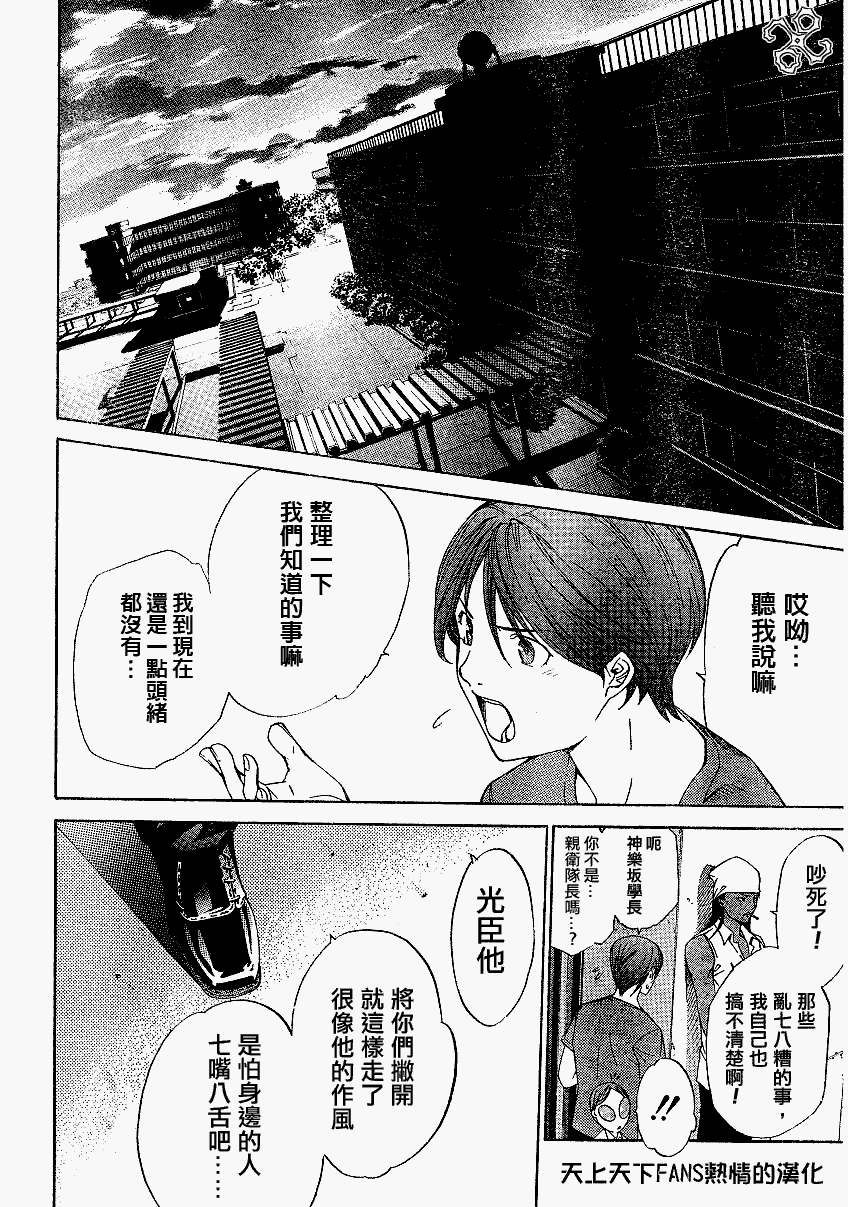 哎呦…
聽我說嘛
整理一下
我們知道的事嘛
我到現在
還是一點頭緒
都沒有…
吵死了!
那些
亂七八糟的事,
我自己也
搞不清楚啊!
呃
神樂坂學長
你不是…
親衛隊長嗎…?
!!
光臣他
將你們撇開
就這樣走了
很像他的作風
是怕身邊的人
七嘴八舌吧……
天上天下FANS熱情的漢化